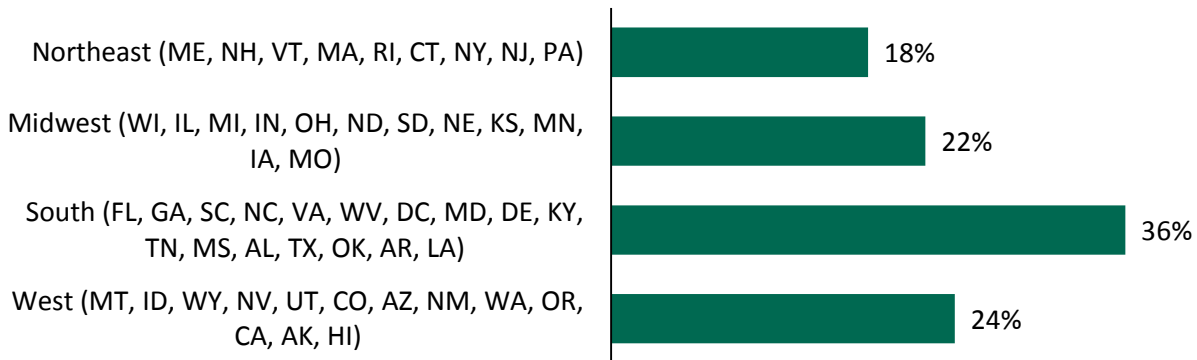 Northeast (ME, NH, VT, MA, RI, CT, NY, NJ, PA)
18%
Midwest (WI, IL, MI, IN, OH, ND, SD, NE, KS, MN,
IA, MO)
22%
South (FL, GA, SC, NC, VA, WV, DC, MD, DE, KY,
TN, MS, AL, TX, OK, AR, LA)
36%
West (MT, ID, WY, NV, UT, CO, AZ, NM, WA, OR,
CA, AK, HI)
24%